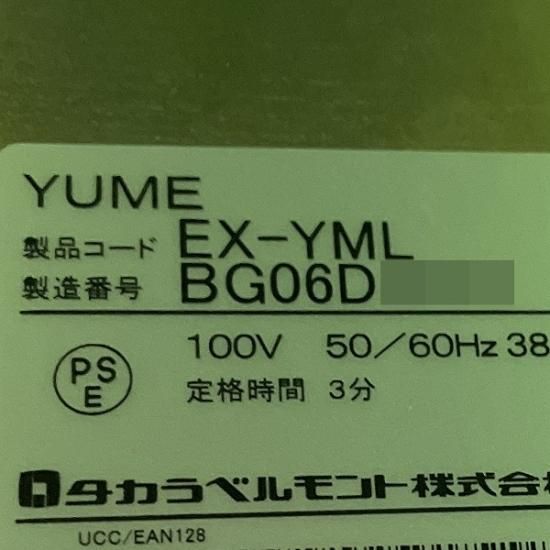 YUME
製品コード EX-YML
製造番号 BG06D
100V 50/60Hz 38
PS
E
定格時間 3分
タカラベルモント株式会
UCC/EAN128